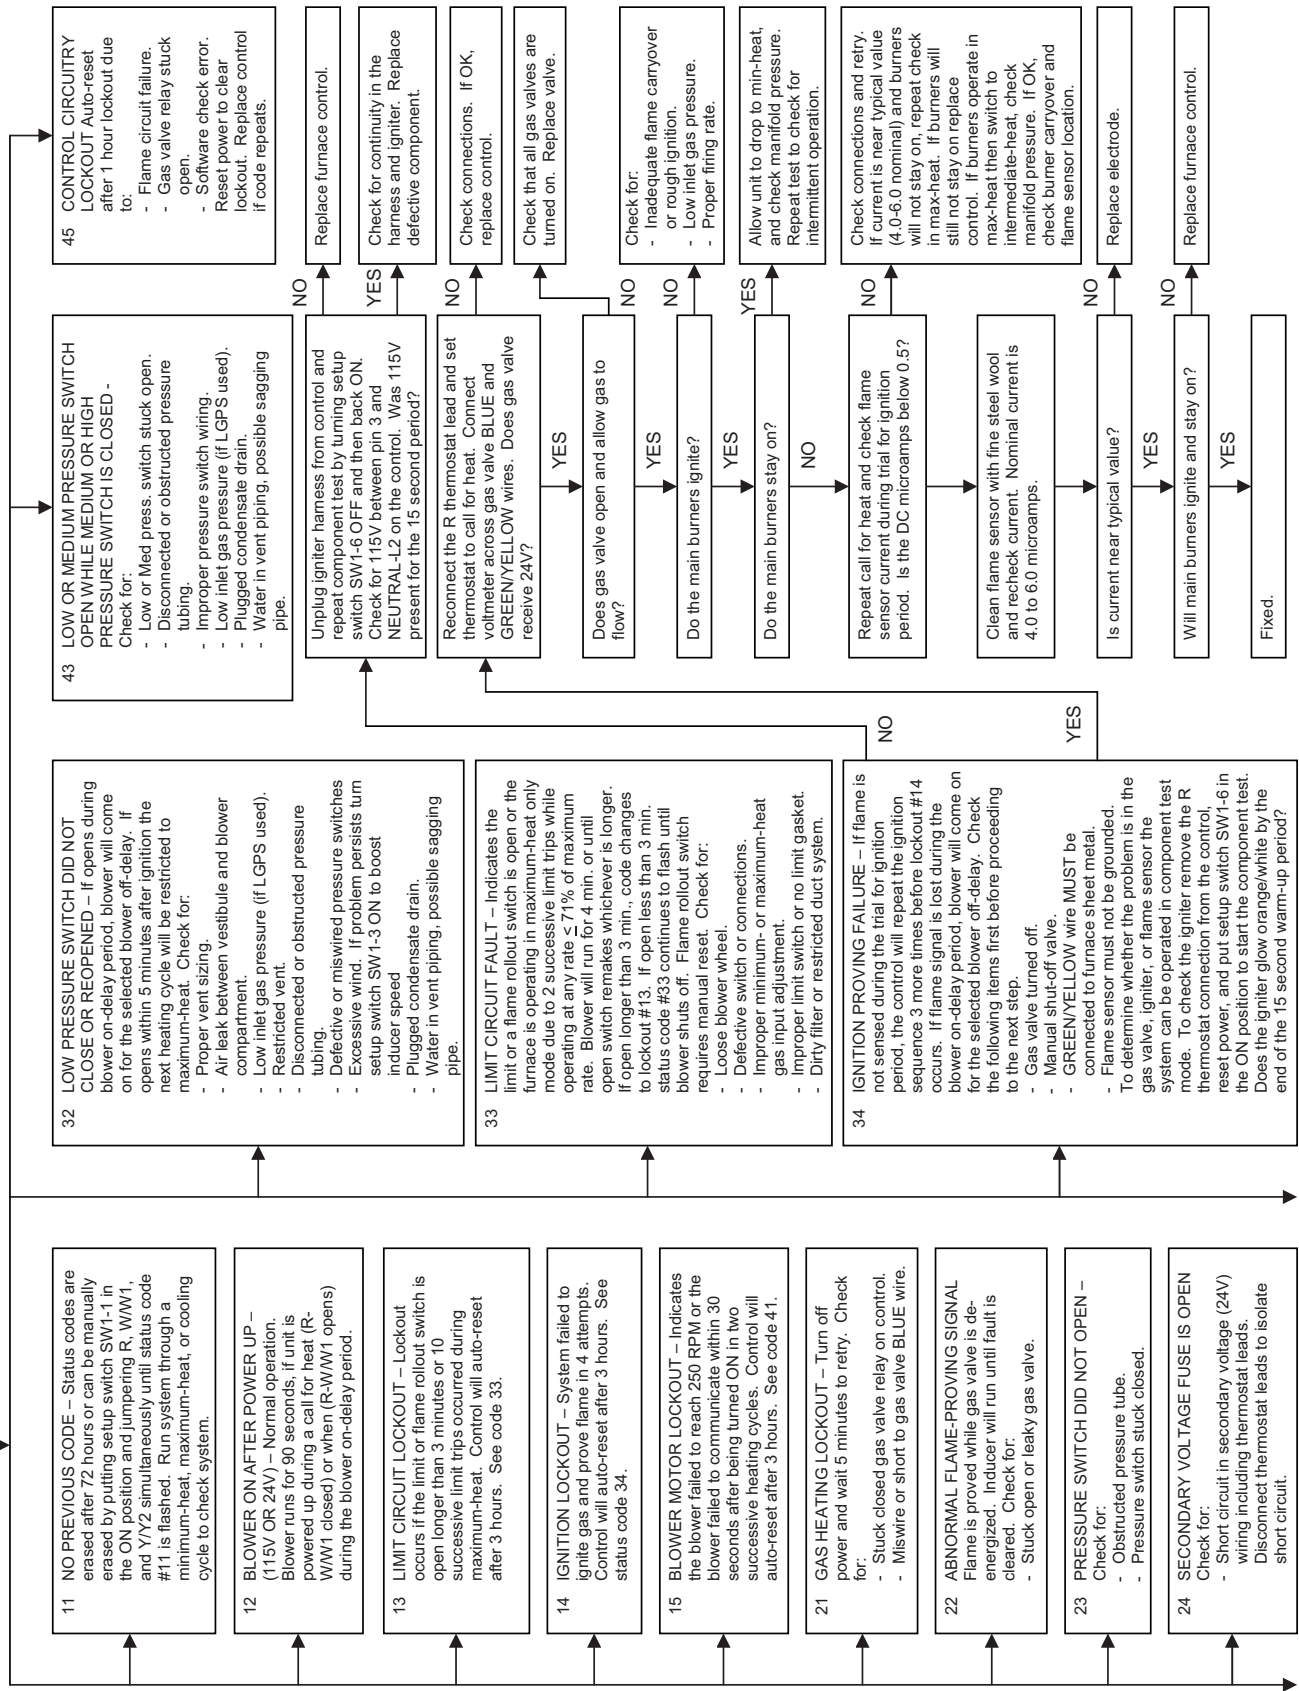 11 NO PREVIOUS CODE – Status codes are
erased after 72 hours or can be manually
erased by putting setup switch SW1-1 in
the ON position and jumpering R, W/W1,
and Y/Y2 simultaneously until status code
#11 is flashed. Run system through a
minimum-heat, maximum-heat, or cooling
cycle to check system.
12 BLOWER ON AFTER POWER UP –
(115V OR 24V) – Normal operation.
Blower runs for 90 seconds, if unit is
powered up during a call for heat (R-
W/W1 closed) or when (R-W/W1 opens)
during the blower on-delay period.
13 LIMIT CIRCUIT LOCKOUT – Lockout
occurs if the limit or flame rollout switch is
open longer than 3 minutes or 10
successive limit trips occurred during
maximum-heat. Control will auto-reset
after 3 hours. See code 33.
14 IGNITION LOCKOUT – System failed to
ignite gas and prove flame in 4 attempts.
Control will auto-reset after 3 hours. See
status code 34.
15 BLOWER MOTOR LOCKOUT – Indicates
the blower failed to reach 250 RPM or the
blower failed to communicate within 30
seconds after being turned ON in two
successive heating cycles. Control will
auto-reset after 3 hours. See code 41.
21 GAS HEATING LOCKOUT – Turn off
power and wait 5 minutes to retry. Check
for:
- Stuck closed gas valve relay on control.
- Miswire or short to gas valve BLUE wire.
22 ABNORMAL FLAME-PROVING SIGNAL
Flame is proved while gas valve is de-
energized. Inducer will run until fault is
cleared. Check for:
- Stuck open or leaky gas valve.
23 PRESSURE SWITCH DID NOT OPEN –
Check for:
- Obstructed pressure tube.
- Pressure switch stuck closed.
24 SECONDARY VOLTAGE FUSE IS OPEN
Check for:
- Short circuit in secondary voltage (24V)
wiring including thermostat leads.
Disconnect thermostat leads to isolate
short circuit.
32 LOW PRESSURE SWITCH DID NOT
CLOSE OR REOPENED – If opens during
blower on-delay period, blower will come
on for the selected blower off-delay. If
opens within 5 minutes after ignition the
next heating cycle will be restricted to
maximum-heat. Check for:
- Proper vent sizing.
- Air leak between vestibule and blower
compartment.
- Low inlet gas pressure (if LGPS used).
- Restricted vent.
- Disconnected or obstructed pressure
tubing.
- Defective or miswired pressure switches
- Excessive wind. If problem persists turn
setup switch SW1-3 ON to boost
inducer speed
- Plugged condensate drain.
- Water in vent piping, possible sagging
pipe.
33 LIMIT CIRCUIT FAULT – Indicates the
limit or a flame rollout switch is open or the
furnace is operating in maximum-heat only
mode due to 2 successive limit trips while
operating at any rate ≤ 71% of maximum
rate. Blower will run for 4 min. or until
open switch remakes whichever is longer.
If open longer than 3 min., code changes
to lockout #13. If open less than 3 min.
status code #33 continues to flash until
blower shuts off. Flame rollout switch
requires manual reset. Check for:
- Loose blower wheel.
- Defective switch or connections.
- Improper minimum- or maximum-heat
gas input adjustment.
- Improper limit switch or no limit gasket.
- Dirty filter or restricted duct system.
34 IGNITION PROVING FAILURE – If flame is
not sensed during the trial for ignition
period, the control will repeat the ignition
sequence 3 more times before lockout #14
occurs. If flame signal is lost during the
blower on-delay period, blower will come on
for the selected blower off-delay. Check
the following items first before proceeding
to the next step.
- Gas valve turned off.
- Manual shut-off valve.
- GREEN/YELLOW wire MUST be
connected to furnace sheet metal.
- Flame sensor must not be grounded.
To determine whether the problem is in the
gas valve, igniter, or flame sensor the
system can be operated in component test
mode. To check the igniter remove the R
thermostat connection from the control,
reset power, and put setup switch SW1-6 in
the ON position to start the component test.
Does the igniter glow orange/white by the
end of the 15 second warm-up period?
NO
YES
43 LOW OR MEDIUM PRESSURE SWITCH
OPEN WHILE MEDIUM OR HIGH
PRESSURE SWITCH IS CLOSED -
Check for:
- Low or Med press. switch stuck open.
- Disconnected or obstructed pressure
tubing.
- Improper pressure switch wiring.
- Low inlet gas pressure (if LGPS used).
- Plugged condensate drain.
- Water in vent piping, possible sagging
pipe.
Unplug igniter harness from control and
repeat component test by turning setup
switch SW1-6 OFF and then back ON.
Check for 115V between pin 3 and
NEUTRAL-L2 on the control. Was 115V
present for the 15 second period?
NO
YES
Reconnect the R thermostat lead and set
thermostat to call for heat. Connect
voltmeter across gas valve BLUE and
GREEN/YELLOW wires. Does gas valve
receive 24V?
NO
YES
Does gas valve open and allow gas to
flow?
NO
YES
Do the main burners ignite?
NO
YES
Do the main burners stay on?
YES
NO
Repeat call for heat and check flame
sensor current during trial for ignition
period. Is the DC microamps below 0.5?
NO
Clean flame sensor with fine steel wool
and recheck current. Nominal current is
4.0 to 6.0 microamps.
Is current near typical value?
NO
YES
Will main burners ignite and stay on?
NO
YES
Fixed.
45 CONTROL CIRCUITRY
LOCKOUT Auto-reset
after 1 hour lockout due
to:
- Flame circuit failure.
- Gas valve relay stuck
open.
- Software check error.
Reset power to clear
lockout. Replace control
if code repeats.
Replace furnace control.
Check for continuity in the
harness and igniter. Replace
defective component.
Check connections. If OK,
replace control.
Check that all gas valves are
turned on. Replace valve.
Check for:
- Inadequate flame carryover
or rough ignition.
- Low inlet gas pressure.
- Proper firing rate.
Allow unit to drop to min-heat,
and check manifold pressure.
Repeat test to check for
intermittent operation.
Check connections and retry.
If current is near typical value
(4.0-6.0 nominal) and burners
will not stay on, repeat check
in max-heat. If burners will
still not stay on replace
control. If burners operate in
max-heat then switch to
intermediate-heat, check
manifold pressure. If OK,
check burner carryover and
flame sensor location.
Replace electrode.
Replace furnace control.